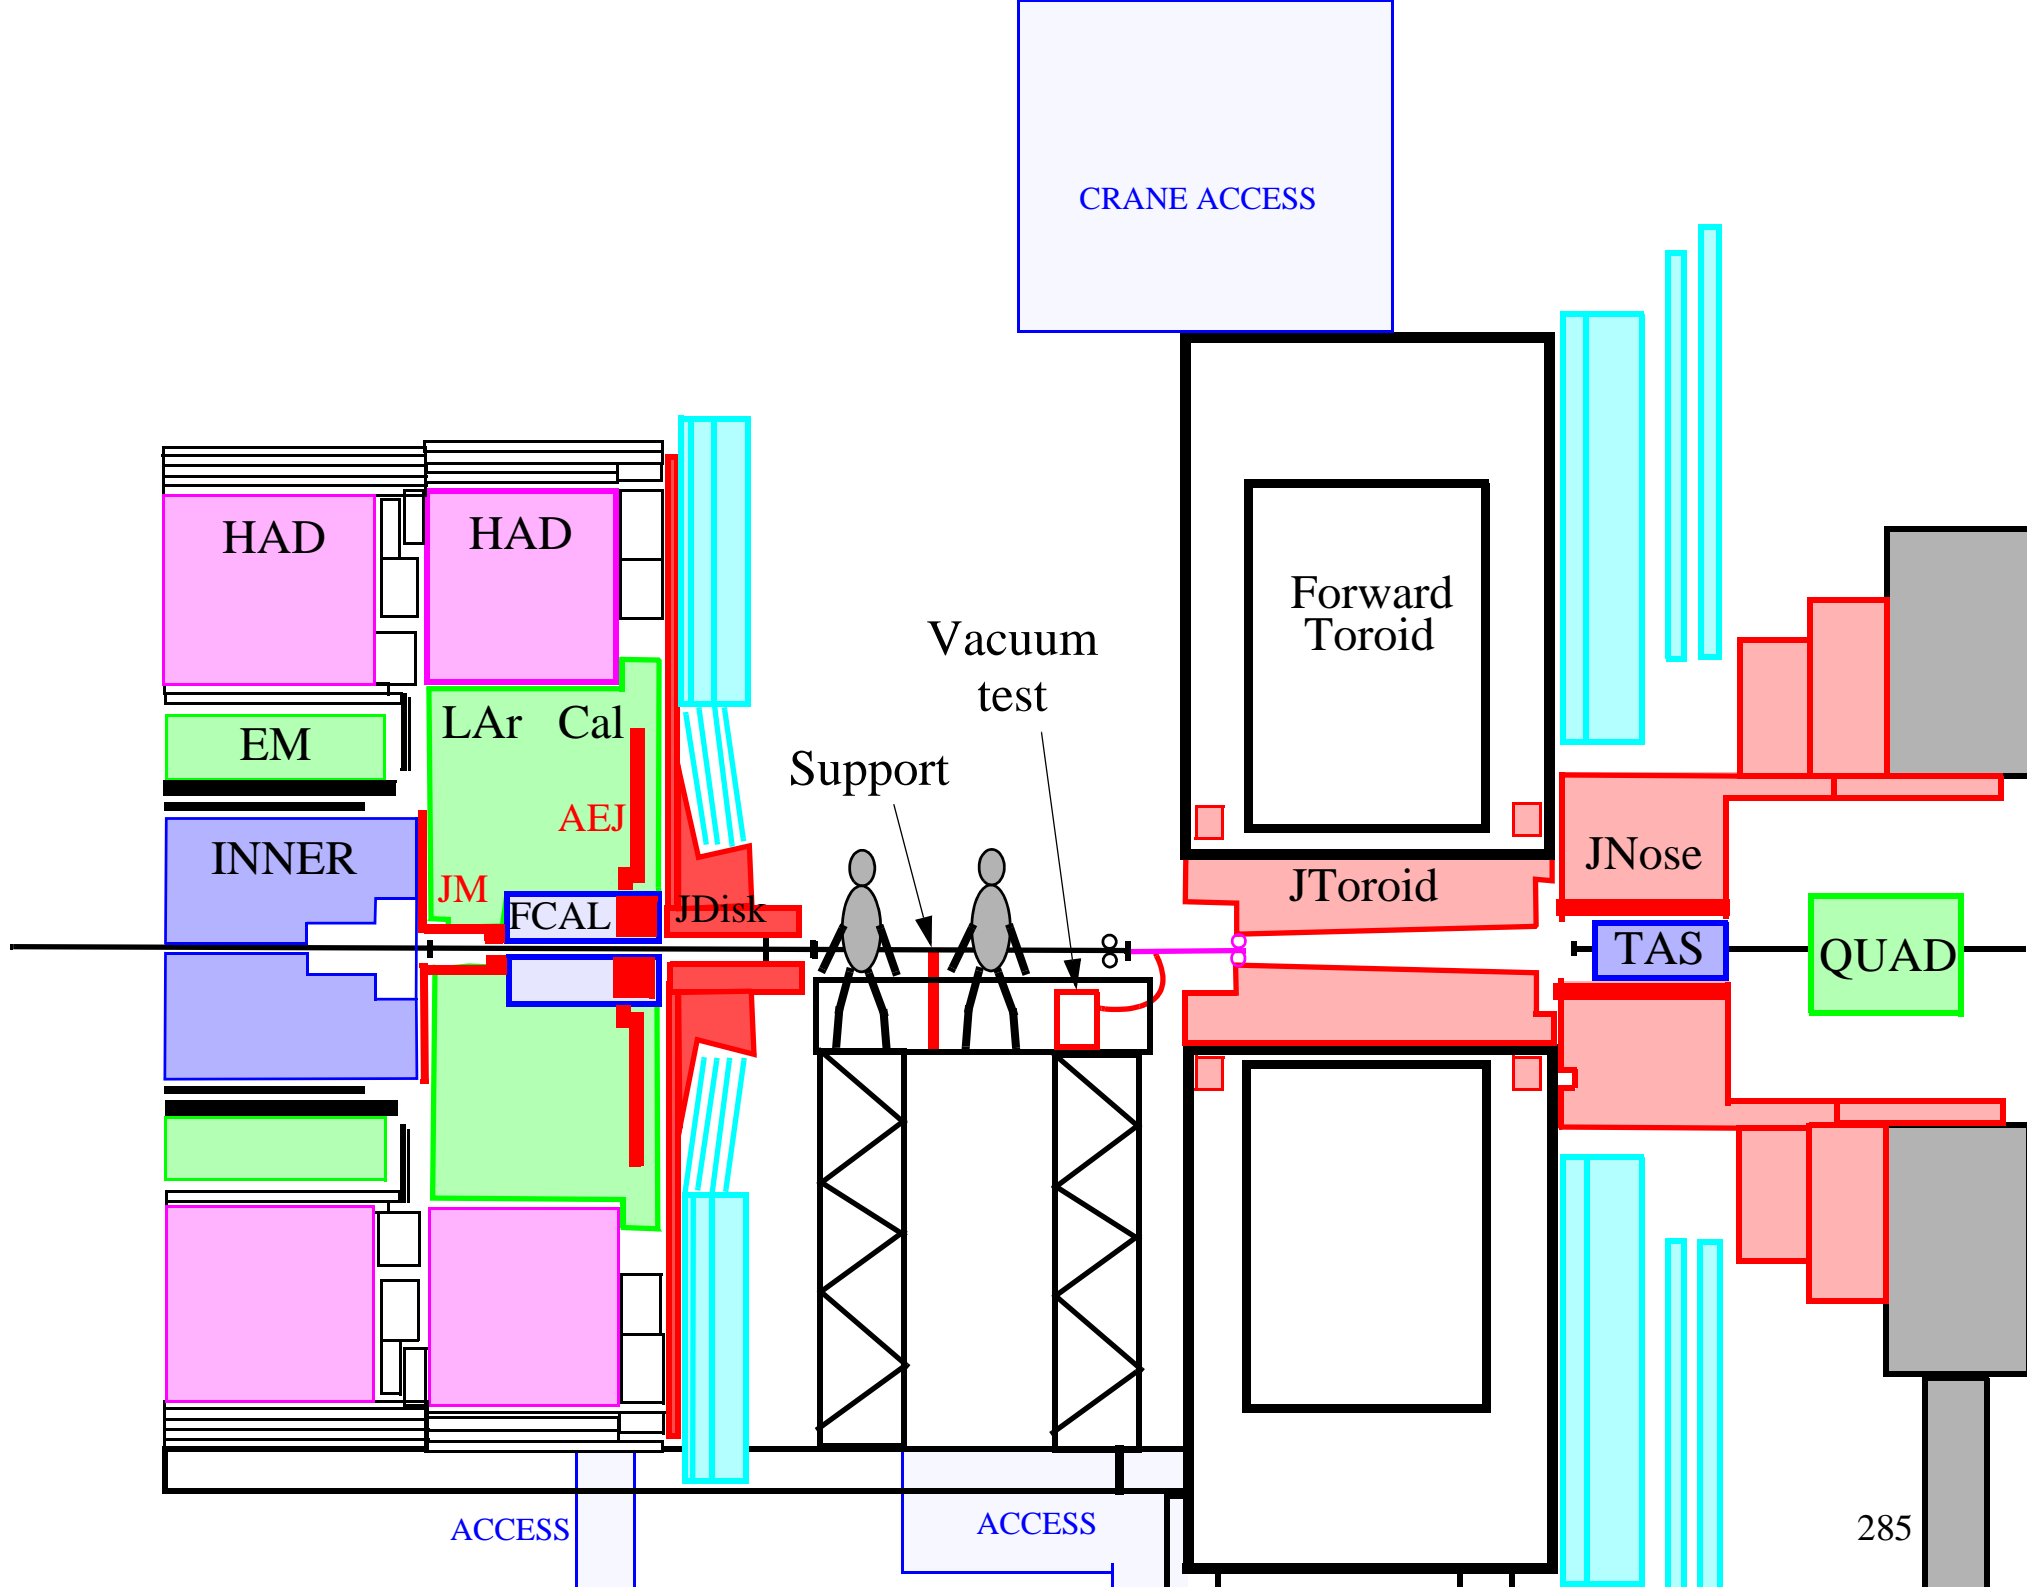 CRANE ACCESS
HAD
HAD
Forward
Toroid
Vacuum
test
LAr Cal
EM
Support
AEJ
INNER
JM
FCAL
JDisk
JToroid
JNose
TAS
QUAD
ACCESS
ACCESS
285